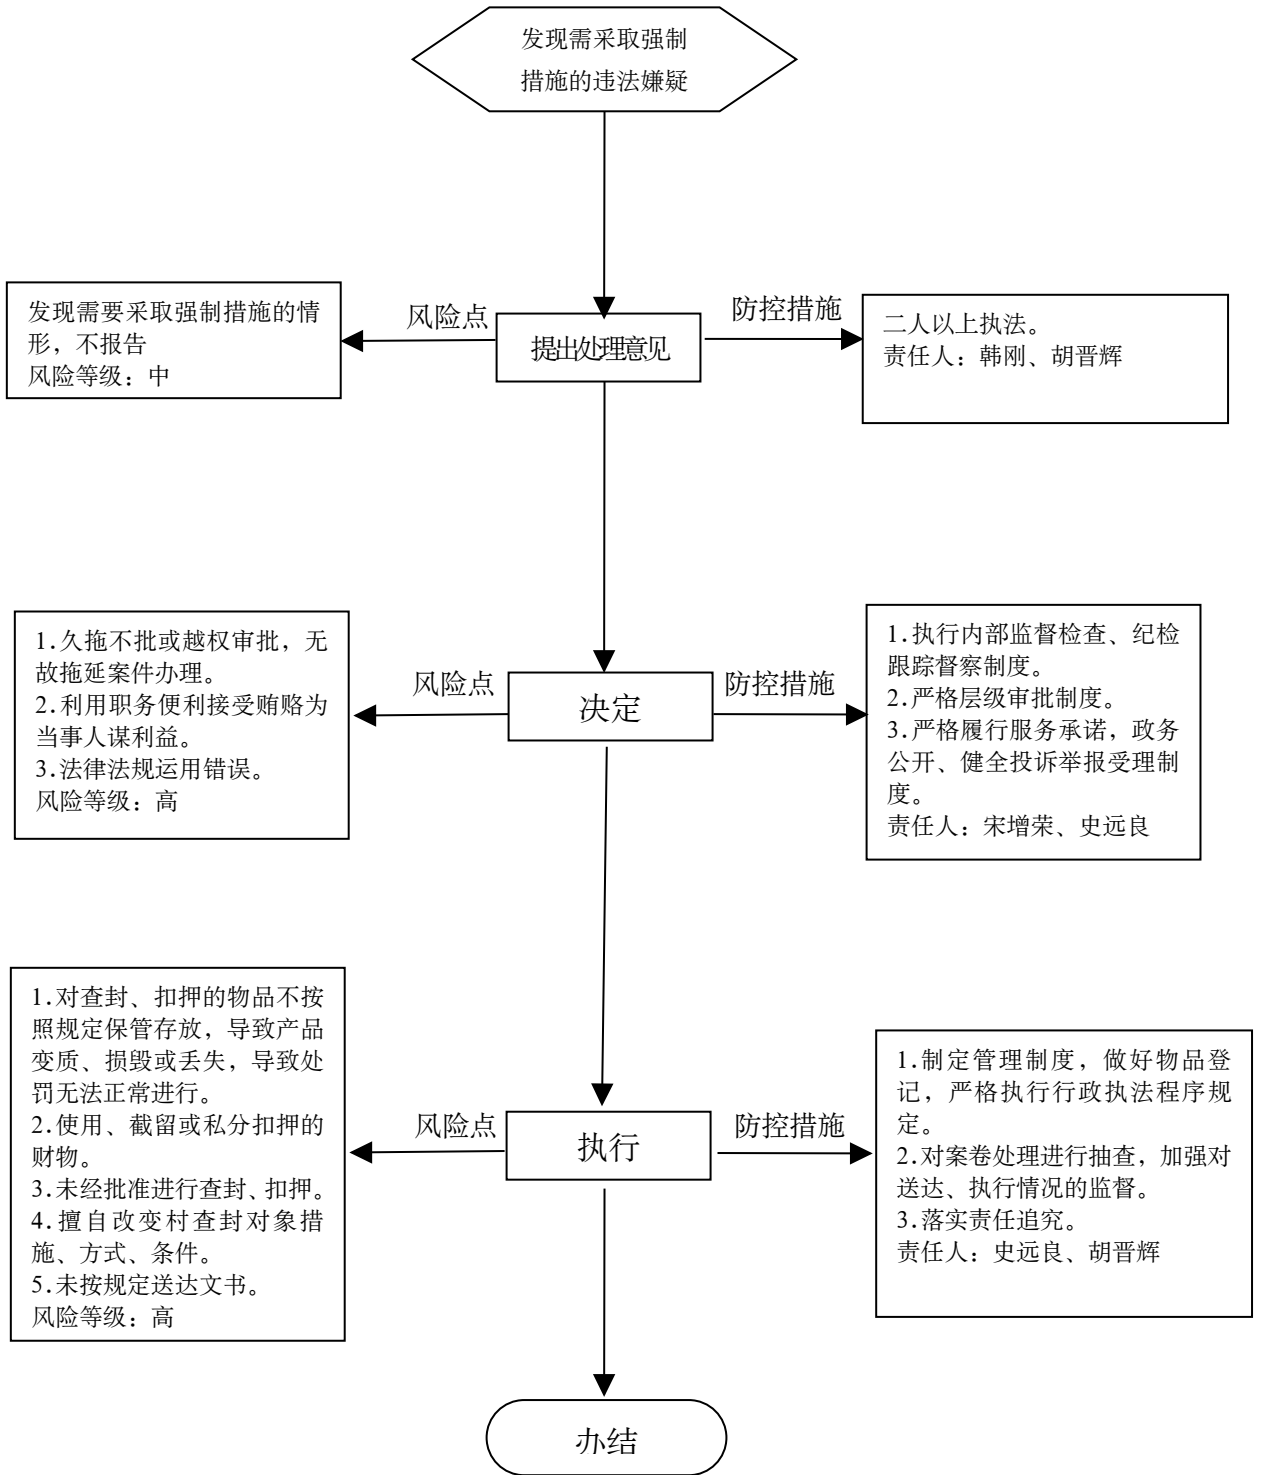 发现需采取强制
措施的违法嫌疑
发现需要采取强制措施的情
形，不报告
风险等级：中
风险点
提出处理意见
防控措施
二人以上执法。
责任人：韩刚、胡晋辉
1.久拖不批或越权审批，无
故拖延案件办理。
2.利用职务便利接受贿赂为
当事人谋利益。
3.法律法规运用错误。
风险等级：高
风险点
决定
防控措施
1.执行内部监督检查、纪检
跟踪督察制度。
2.严格层级审批制度。
3.严格履行服务承诺，政务
公开、健全投诉举报受理制
度。
责任人：宋增荣、史远良
1.对查封、扣押的物品不按
照规定保管存放，导致产品
变质、损毁或丢失，导致处
罚无法正常进行。
2.使用、截留或私分扣押的
财物。
3.未经批准进行查封、扣押。
4.擅自改变村查封对象措
施、方式、条件。
5.未按规定送达文书。
风险等级：高
风险点
执行
防控措施
1.制定管理制度，做好物品登
记，严格执行行政执法程序规
定。
2.对案卷处理进行抽查，加强对
送达、执行情况的监督。
3.落实责任追究。
责任人：史远良、胡晋辉
办结